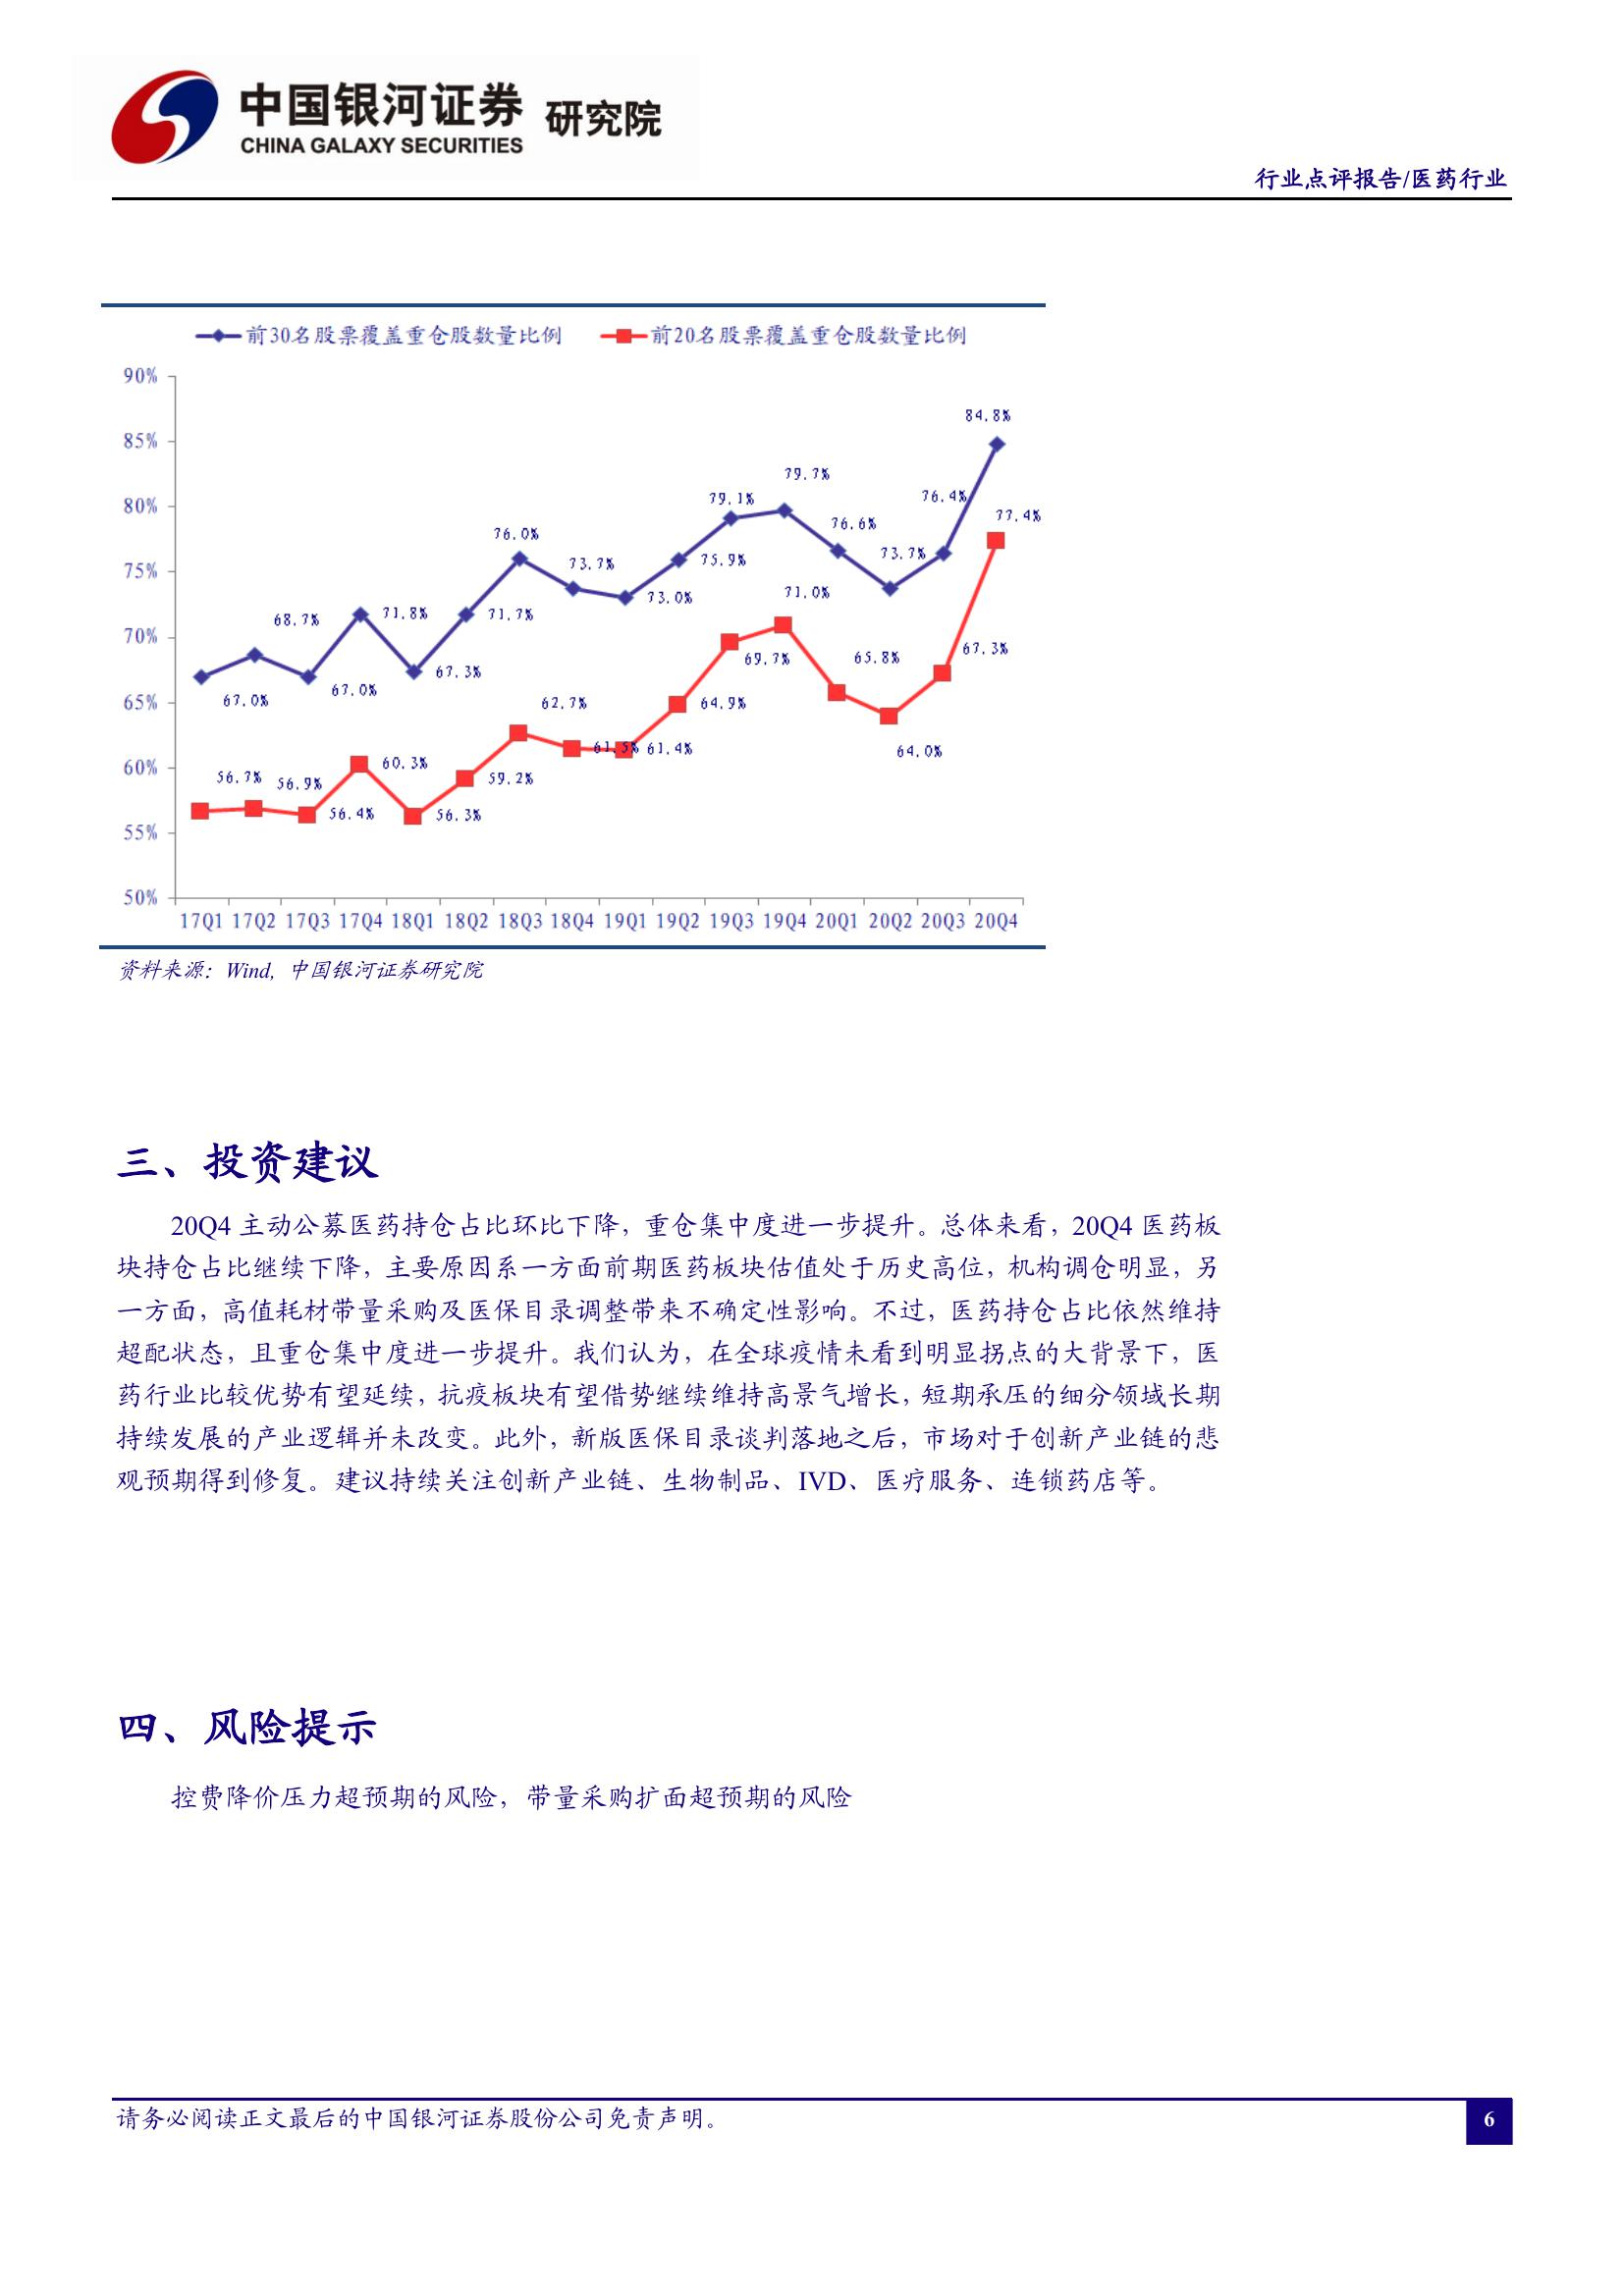 中国银河证券 研究院
CHINA GALAXY SECURITIES
行业点评报告/医药行业
前30名股票覆盖重仓股数量比例 前20名股票覆盖重仓股数量比例
90%
85%
80%
75%
70%
65%
60%
55%
50%
67.0% 68.7% 67.0% 71.8% 67.3% 71.7% 76.0% 73.7% 73.0% 75.9% 79.1% 79.7% 76.6% 73.7% 76.4% 84.8%
56.7% 56.9% 56.4% 60.3% 56.3% 59.2% 62.7% 61.5% 61.4% 64.9% 69.7% 71.0% 65.8% 64.0% 67.3% 77.4%
17Q1 17Q2 17Q3 17Q4 18Q1 18Q2 18Q3 18Q4 19Q1 19Q2 19Q3 19Q4 20Q1 20Q2 20Q3 20Q4
资料来源：Wind, 中国银河证券研究院
三、投资建议
20Q4 主动公募医药持仓占比环比下降，重仓集中度进一步提升。总体来看，20Q4 医药板
块持仓占比继续下降，主要原因系一方面前期医药板块估值处于历史高位，机构调仓明显，另
一方面，高值耗材带量采购及医保目录调整带来不确定性影响。不过，医药持仓占比依然维持
超配状态，且重仓集中度进一步提升。我们认为，在全球疫情未看到明显拐点的大背景下，医
药行业比较优势有望延续，抗疫板块有望借势继续维持高景气增长，短期承压的细分领域长期
持续发展的产业逻辑并未改变。此外，新版医保目录谈判落地之后，市场对于创新产业链的悲
观预期得到修复。建议持续关注创新产业链、生物制品、IVD、医疗服务、连锁药店等。
四、风险提示
控费降价压力超预期的风险，带量采购扩面超预期的风险
请务必阅读正文最后的中国银河证券股份公司免责声明。
6